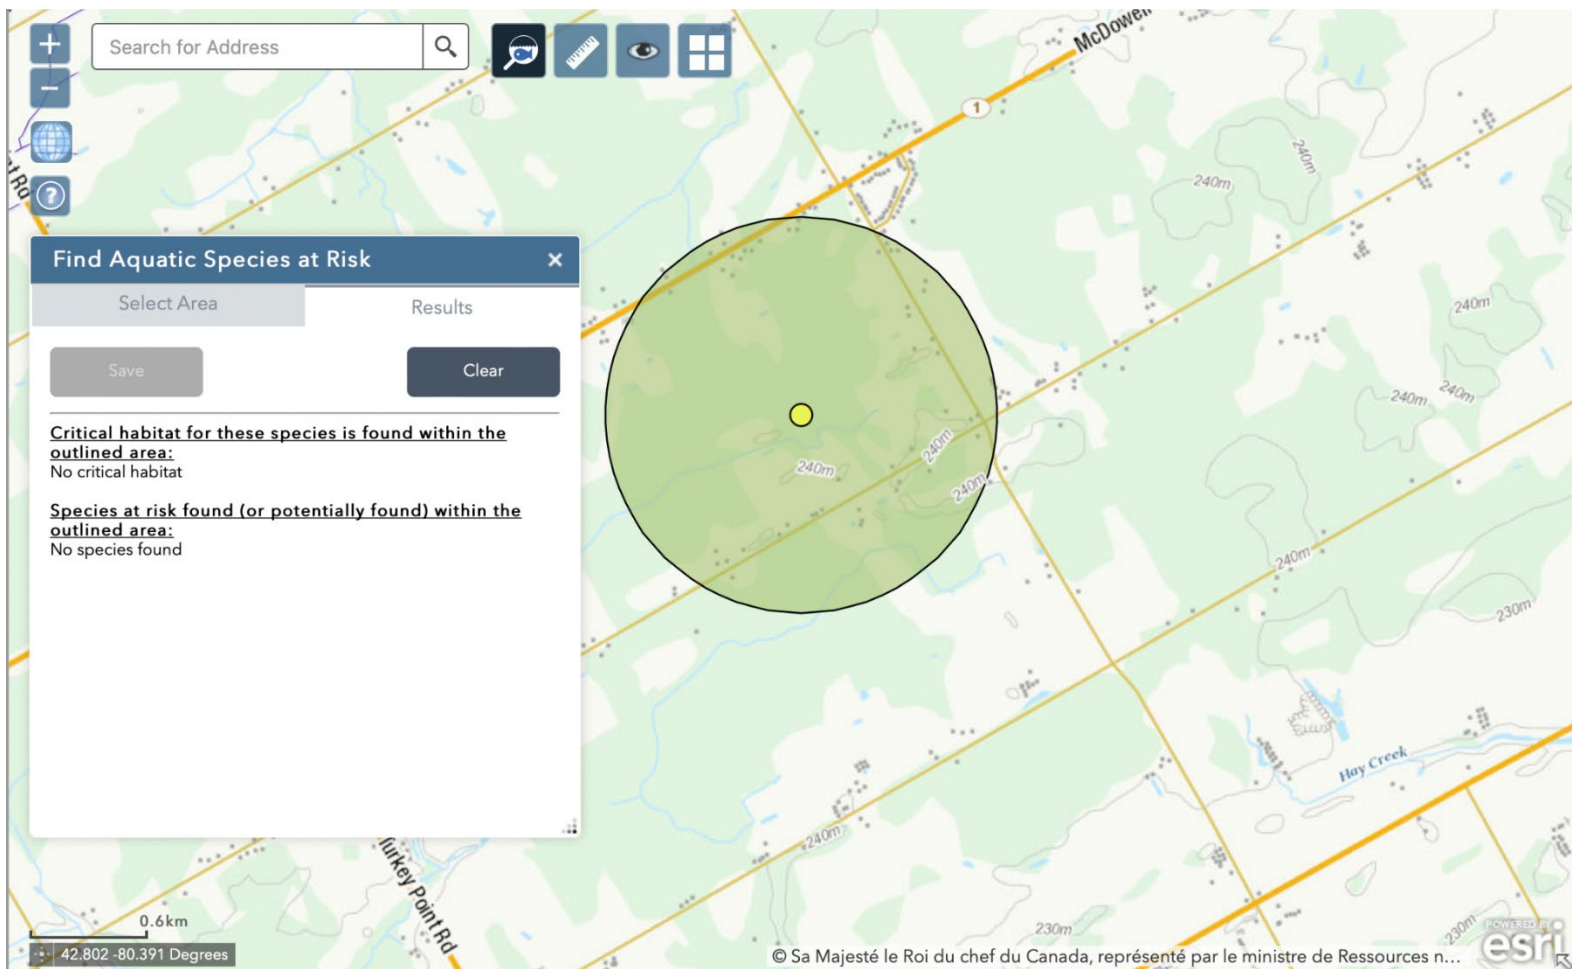 +
Search for Address
−
?
nt Rd
McDowell
1
240m
240m
Find Aquatic Species at Risk ×
Select Area
Results
Save
Clear
Critical habitat for these species is found within the
outlined area:
No critical habitat
Species at risk found (or potentially found) within the
outlined area:
No species found
240m
240m
240m
240m
240m
240m
240m
230m
Hay Creek
240m
Turkey Point Rd
230m
230m
0.6km
42.802 -80.391 Degrees
© Sa Majesté le Roi du chef du Canada, représenté par le ministre de Ressources n...
POWERED BY
esri